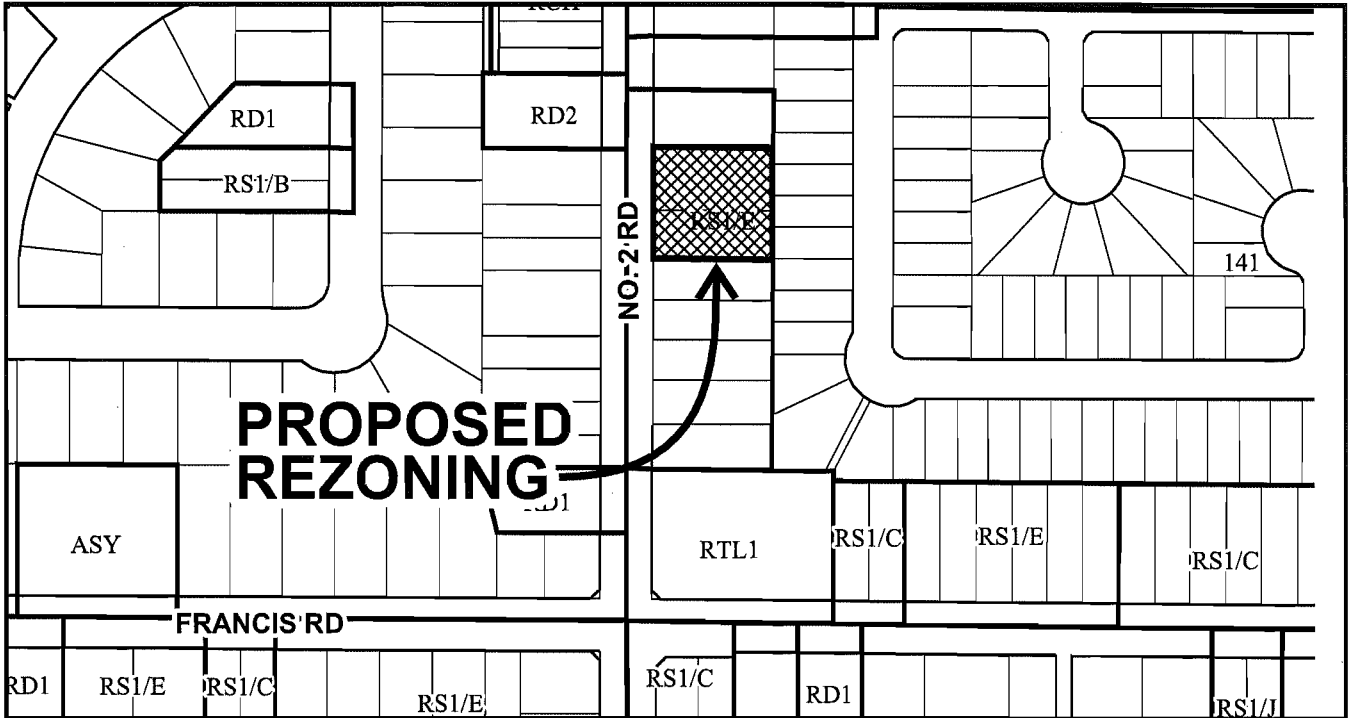 RD1
RD2
RS1/B
RS1/E
NO. 2 RD
141
PROPOSED
REZONING
RD1
ASY
RTL1
RS1/C
RS1/E
RS1/C
FRANCIS RD
RD1
RS1/E
RS1/C
RS1/E
RS1/C
RD1
RS1/J